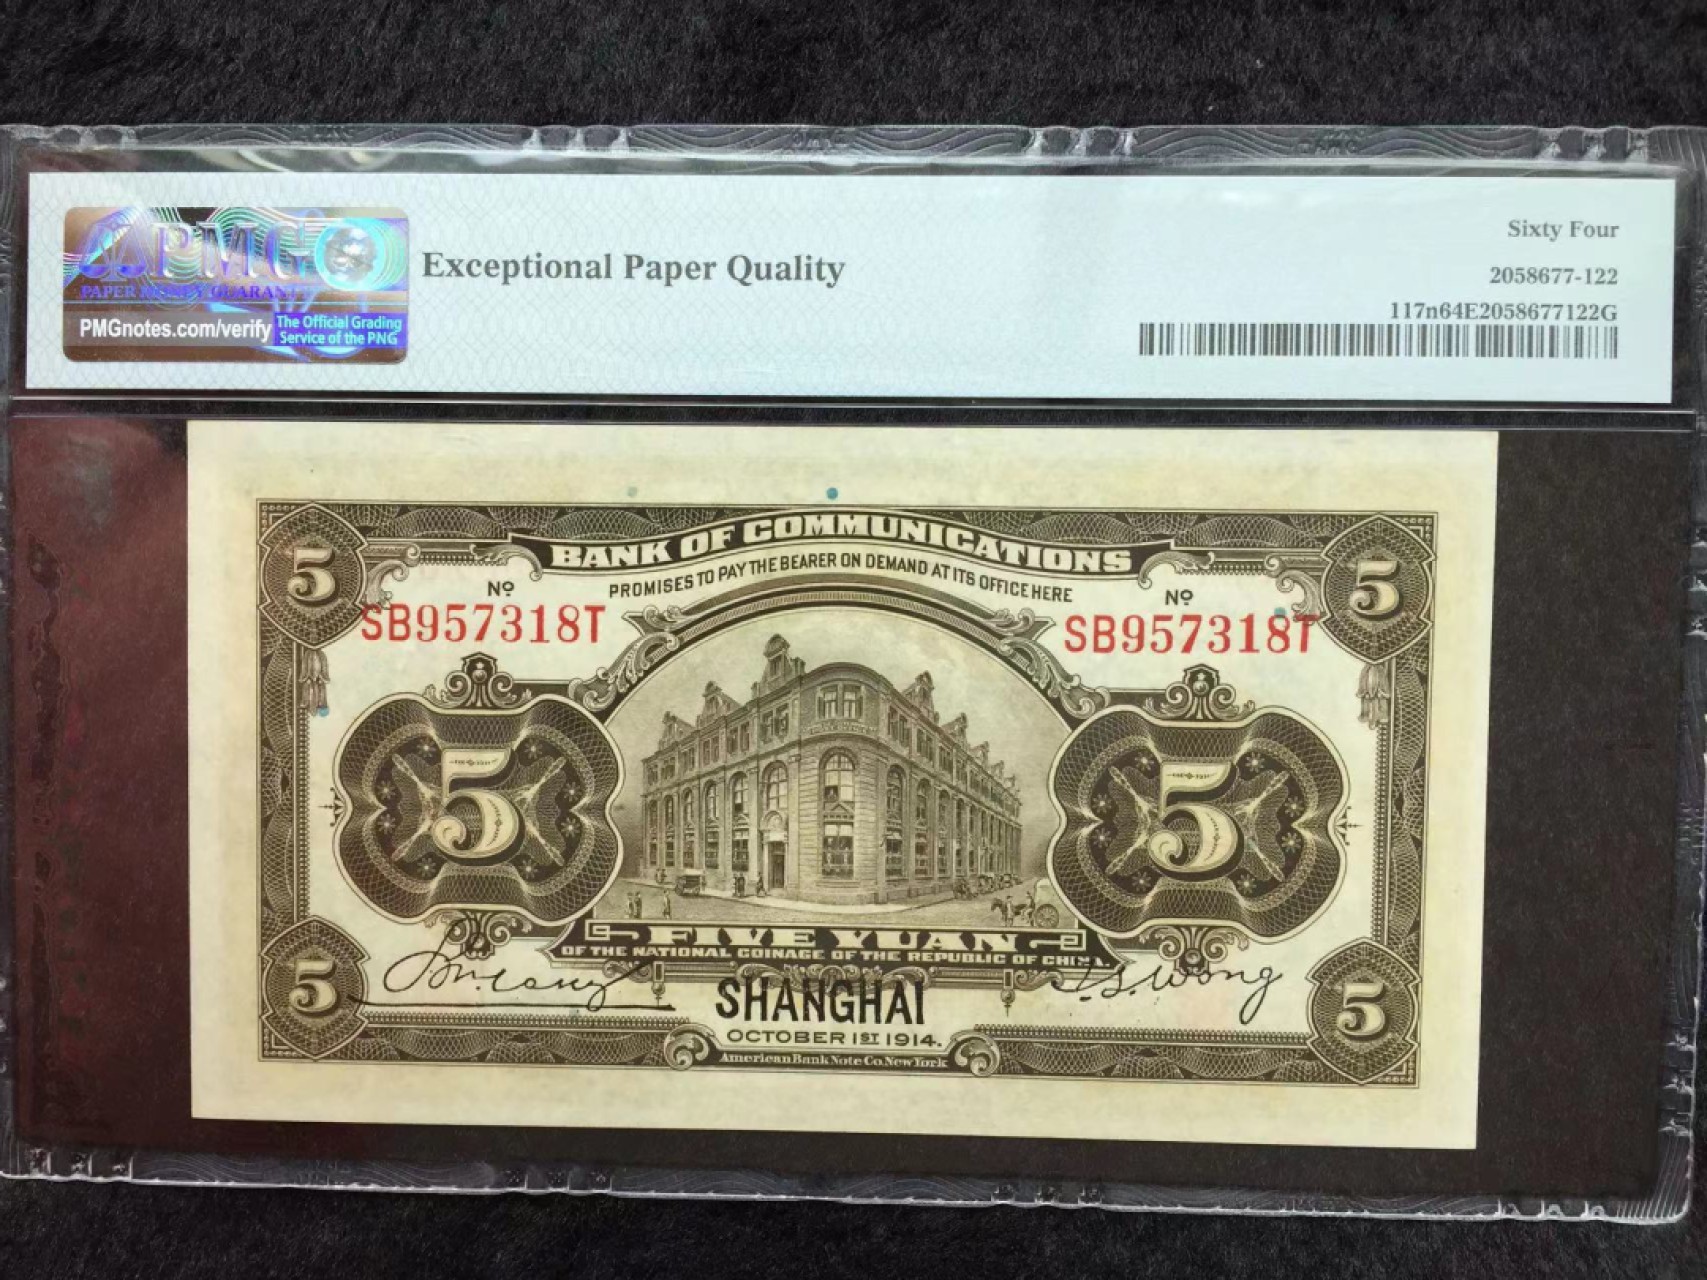 Sixty Four
PMG
PAPER MONEY GUARANTY
Exceptional Paper Quality
2058677-122
117n64E2058677122G
PMGnotes.com/verify
The Official Grading
Service of the PNG
BANK OF COMMUNICATIONS
PROMISES TO PAY THE BEARER ON DEMAND AT ITS OFFICE HERE
5
5
Nº
Nº
SB957318T
SB957318T
5
5
FIVE YUAN
OF THE NATIONAL COINAGE OF THE REPUBLIC OF CHINA.
S. Wong
5
5
SHANGHAI
OCTOBER 1ST 1914.
American Bank Note Co. New York